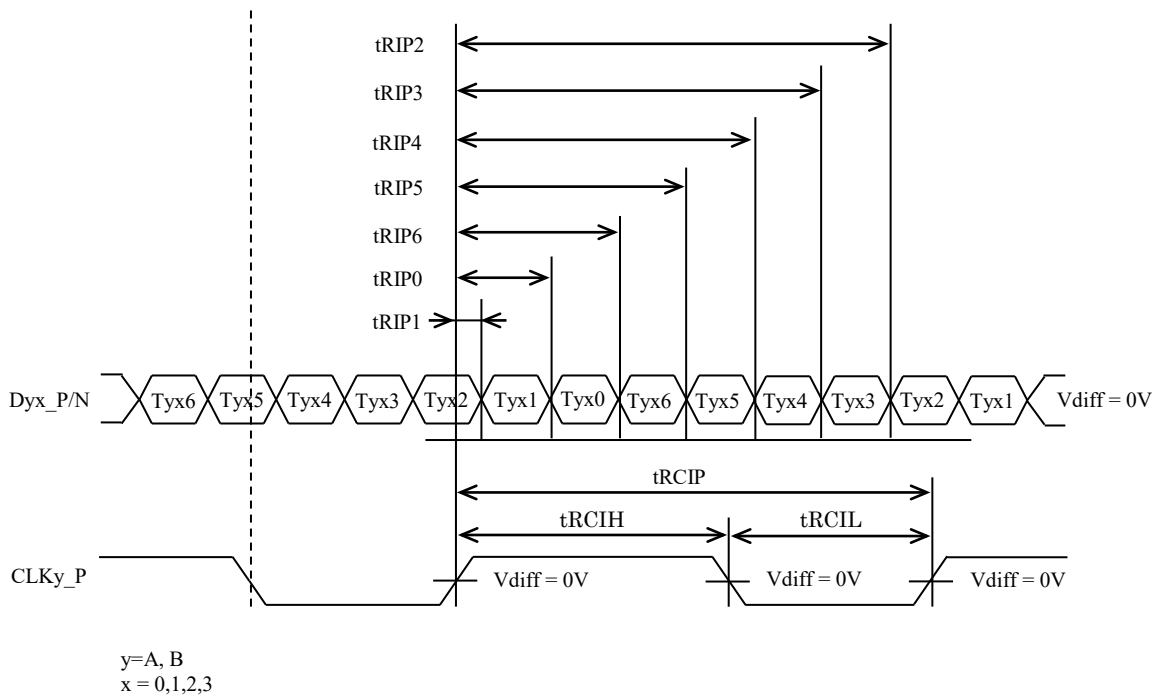 tRIP2
tRIP3
tRIP4
tRIP5
tRIP6
tRIP0
tRIP1
Dyx_P/N Tyx6 Tyx5 Tyx4 Tyx3 Tyx2 Tyx1 Tyx0 Tyx6 Tyx5 Tyx4 Tyx3 Tyx2 Tyx1 Vdiff = 0V
tRCIP
tRCIH tRCIL
CLKy_P Vdiff = 0V Vdiff = 0V Vdiff = 0V
y=A, B
x = 0,1,2,3